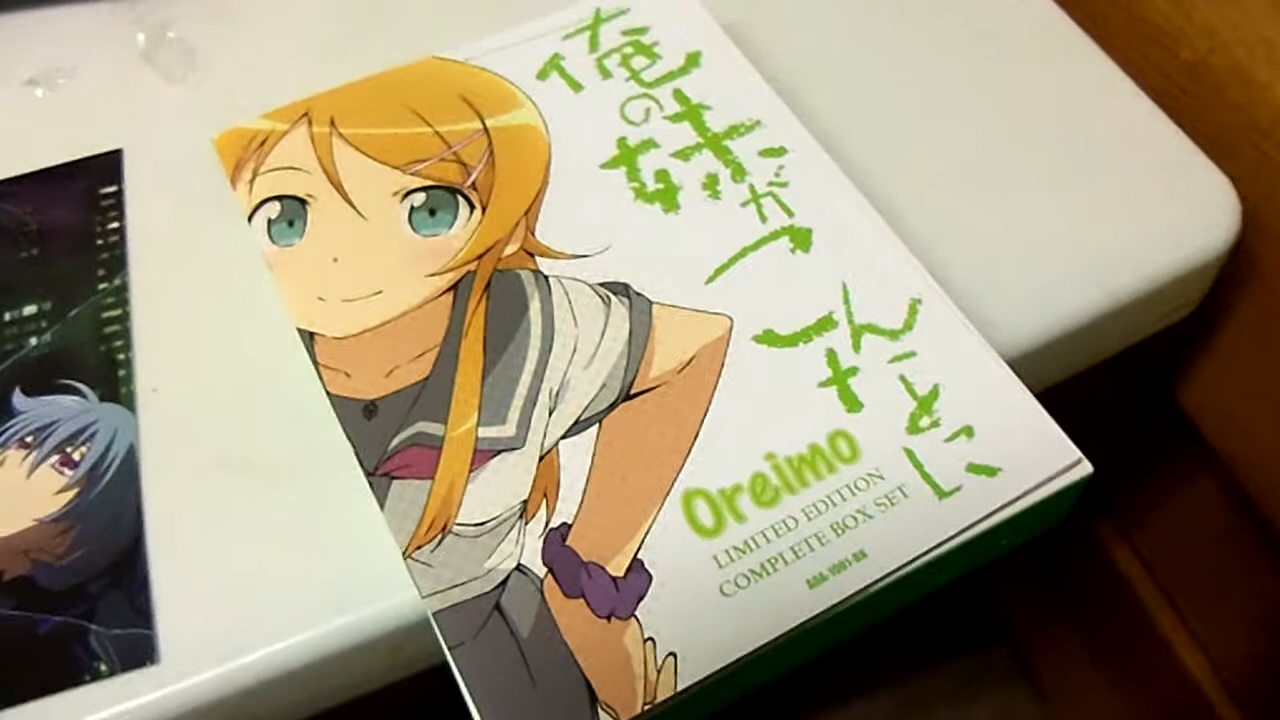 俺の妹が
こんなに
Oreimo
LIMITED EDITION
COMPLETE BOX SET